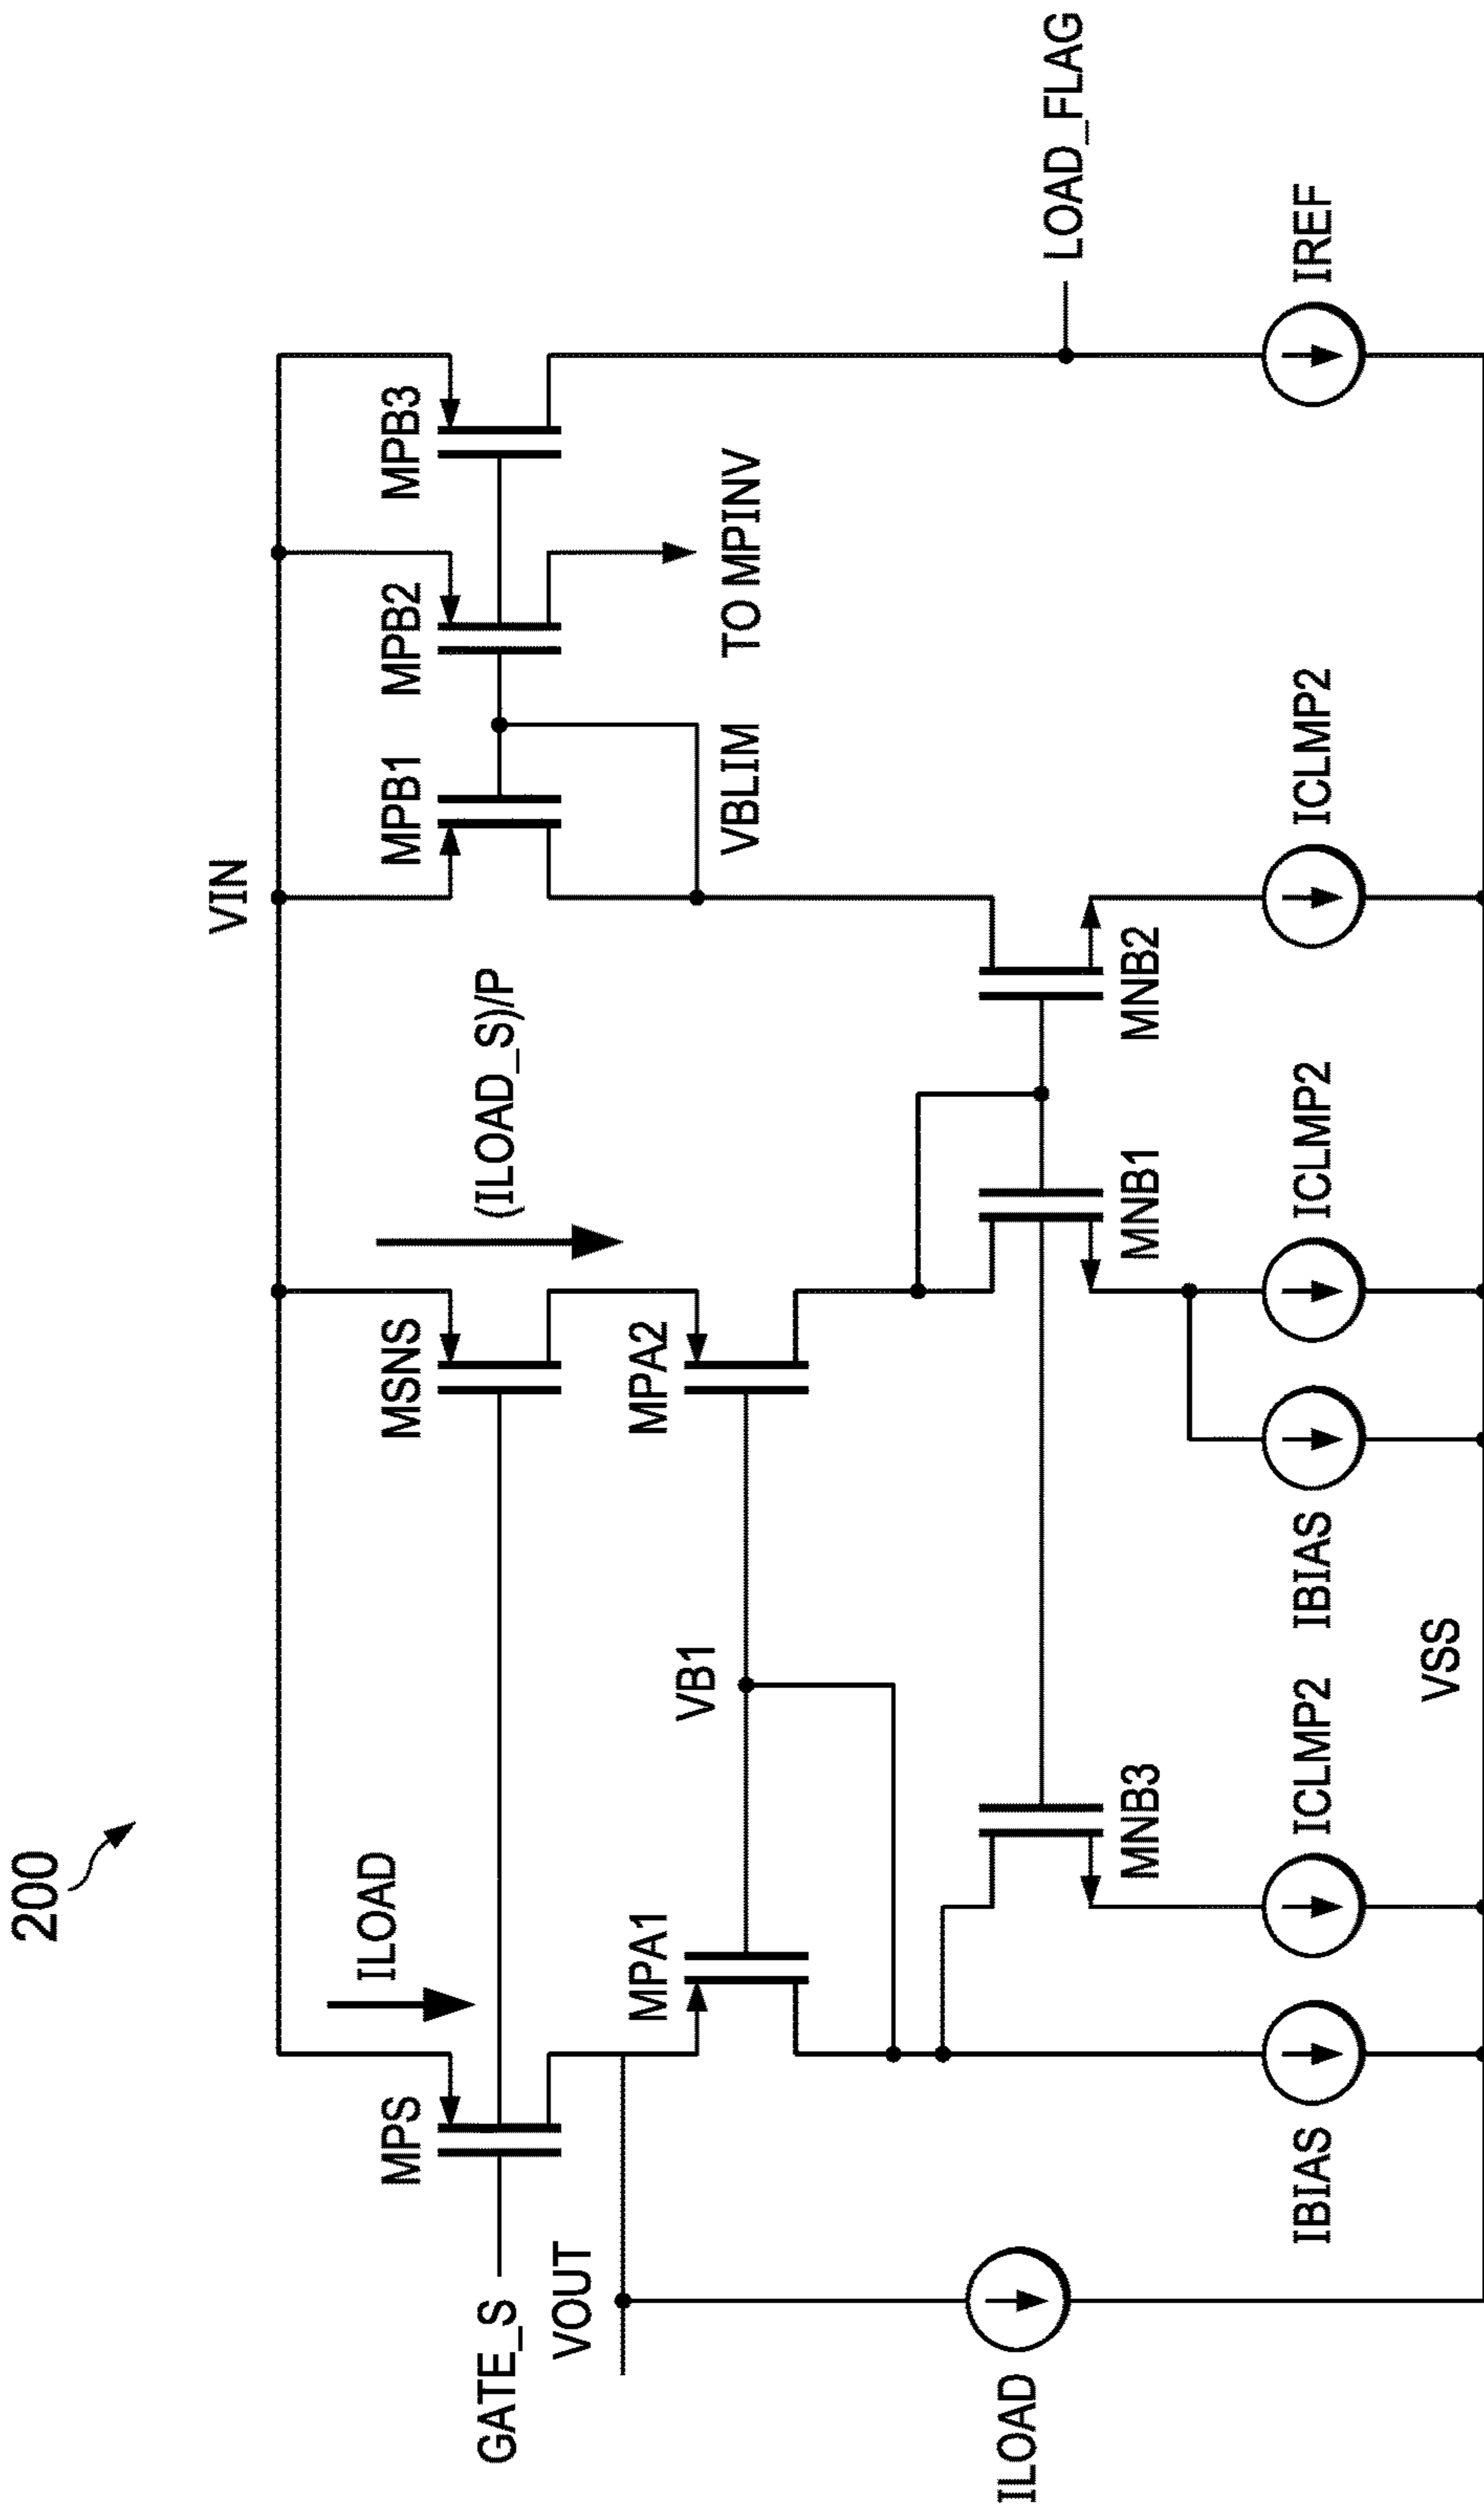 200
VIN
ILOAD
(ILOAD_S)/P
MPS
MSNS
MPB1
MPB2
MPB3
GATE_S
VOUT
MPA1
VB1
MPA2
VBLIM
TO MPINV
LOAD_FLAG
MNB3
MNB1
MNB2
ILOAD
IBIAS
ICLMP2
IBIAS
ICLMP2
ICLMP2
IREF
VSS